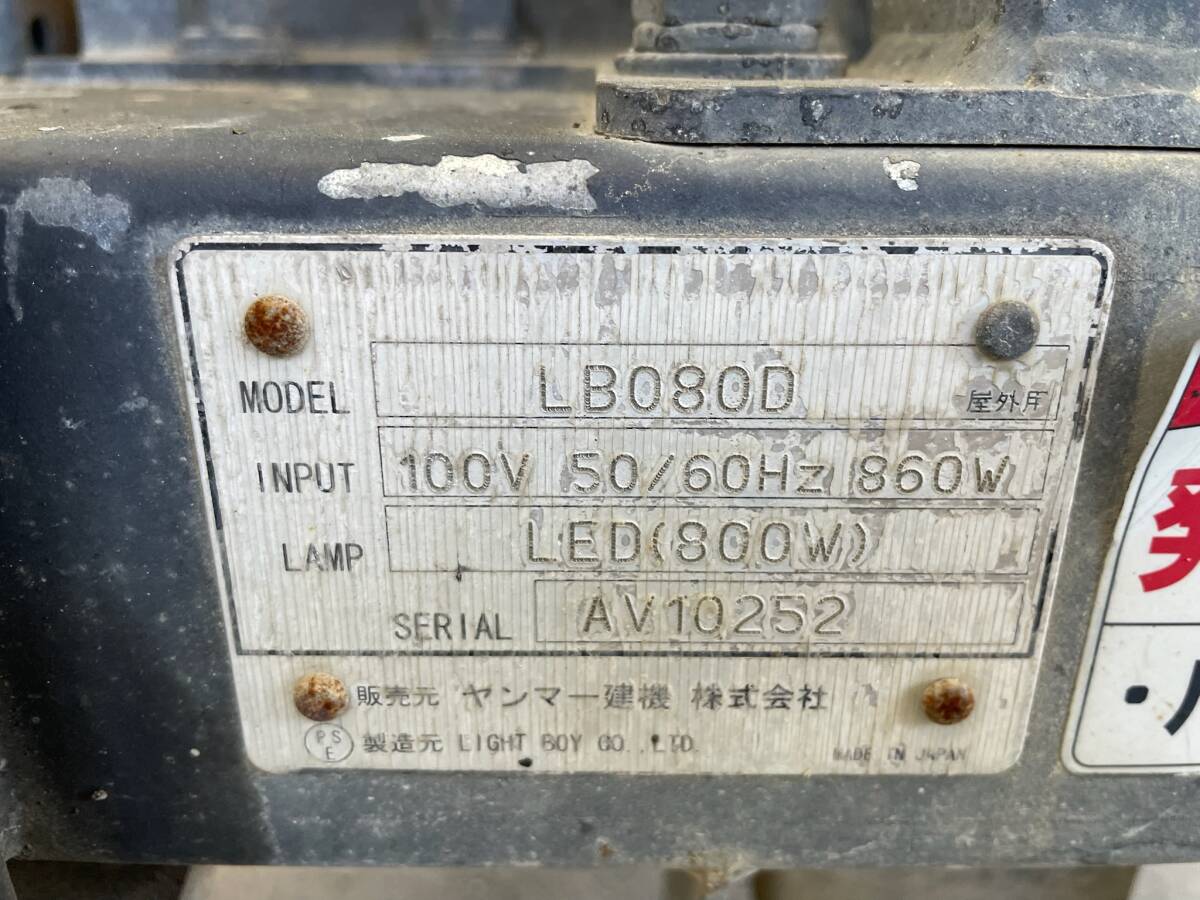 MODEL LB080D 屋外用
INPUT 100V 50/60Hz 860W
LAMP LED(800W)
SERIAL AV10252
販売元 ヤンマー建機 株式会社
PSE 製造元 LIGHT BOY CO.,LTD.
MADE IN JAPAN